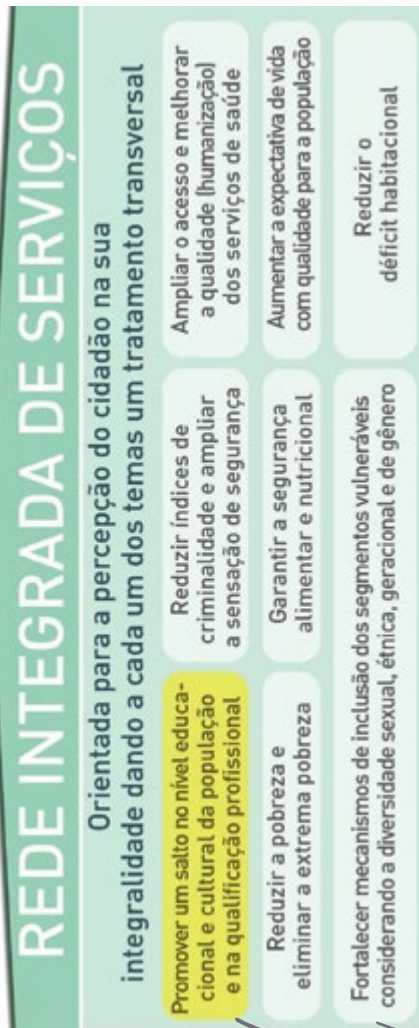 REDE INTEGRADA DE SERVIÇOS
Orientada para a percepção do cidadão na sua
integralidade dando a cada um dos temas um tratamento transversal
Promover um salto no nível educa-
cional e cultural da população
e na qualificação profissional
Reduzir índices de
criminalidade e ampliar
a sensação de segurança
Ampliar o acesso e melhorar
a qualidade (humanização)
dos serviços de saúde
Reduzir a pobreza e
eliminar a extrema pobreza
Garantir a segurança
alimentar e nutricional
Aumentar a expectativa de vida
com qualidade para a população
Fortalecer mecanismos de inclusão dos segmentos vulneráveis
considerando a diversidade sexual, étnica, geracional e de gênero
Reduzir o
déficit habitacional